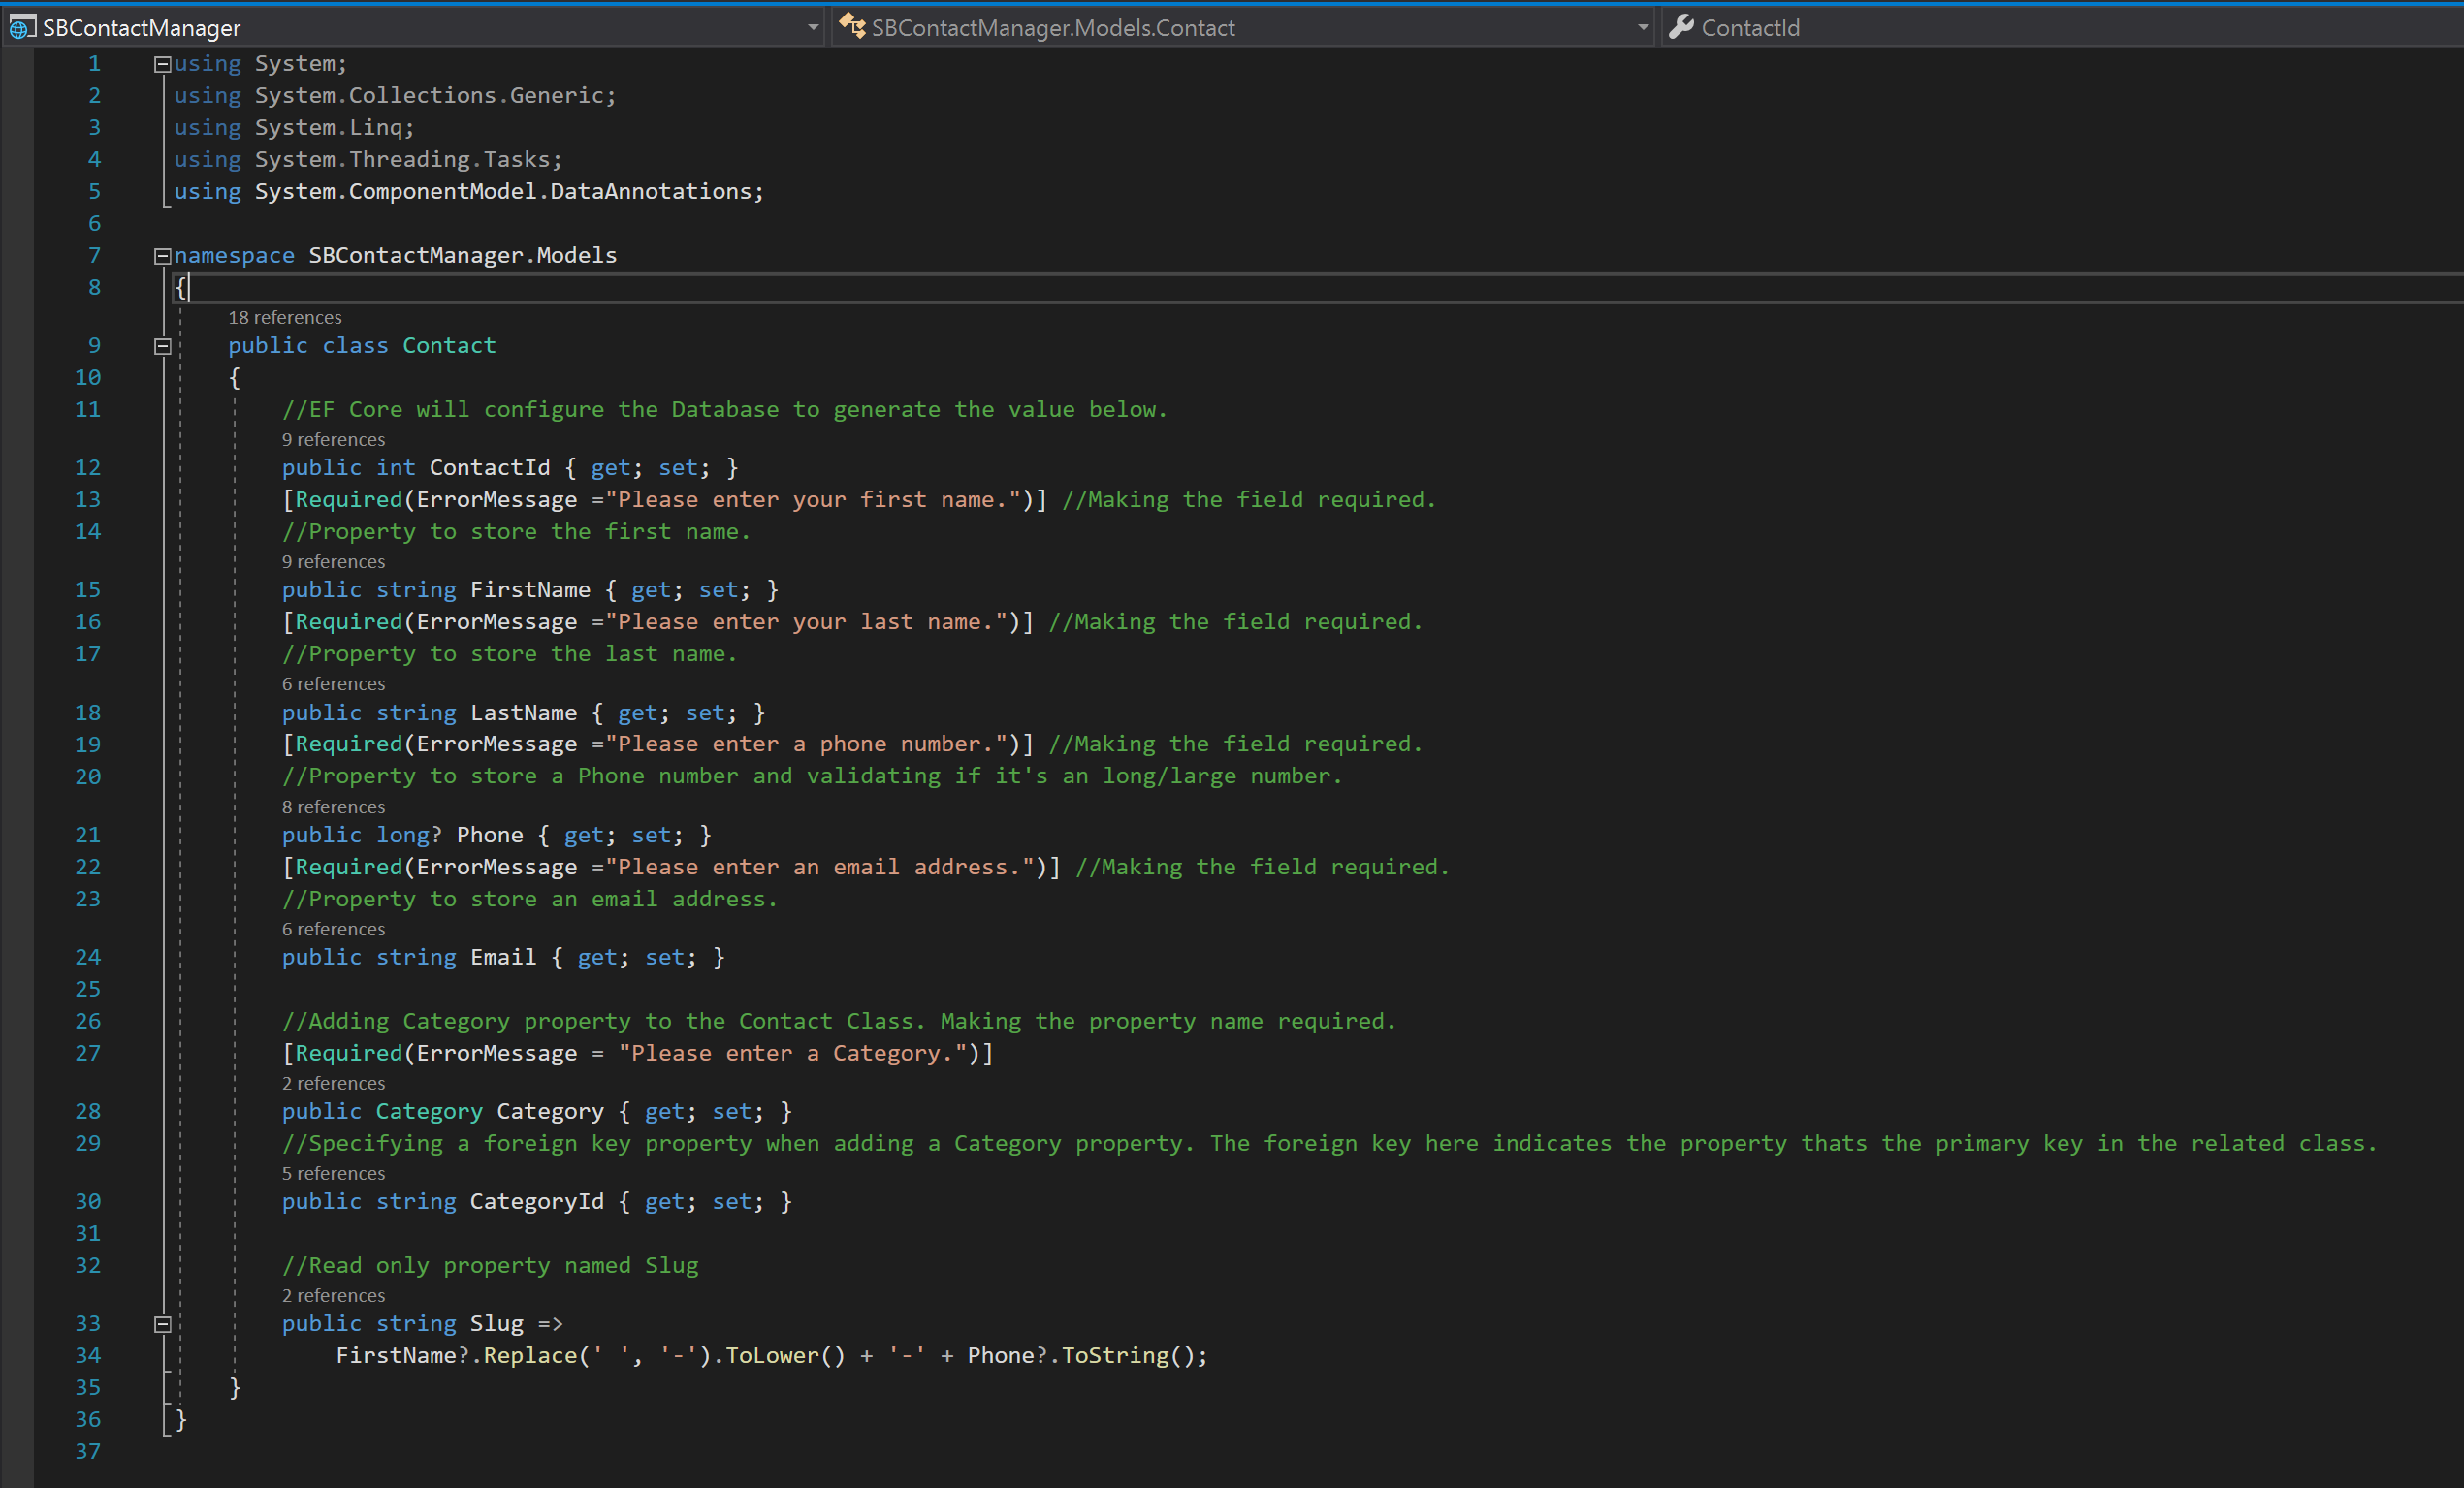 SBContactManager SBContactManager.Models.Contact ContactId
1 using System;
2 using System.Collections.Generic;
3 using System.Linq;
4 using System.Threading.Tasks;
5 using System.ComponentModel.DataAnnotations;
6
7 namespace SBContactManager.Models
8 {
18 references
9 public class Contact
10 {
11 //EF Core will configure the Database to generate the value below.
9 references
12 public int ContactId { get; set; }
13 [Required(ErrorMessage ="Please enter your first name.")] //Making the field required.
14 //Property to store the first name.
9 references
15 public string FirstName { get; set; }
16 [Required(ErrorMessage ="Please enter your last name.")] //Making the field required.
17 //Property to store the last name.
6 references
18 public string LastName { get; set; }
19 [Required(ErrorMessage ="Please enter a phone number.")] //Making the field required.
20 //Property to store a Phone number and validating if it's an long/large number.
8 references
21 public long? Phone { get; set; }
22 [Required(ErrorMessage ="Please enter an email address.")] //Making the field required.
23 //Property to store an email address.
6 references
24 public string Email { get; set; }
25
26 //Adding Category property to the Contact Class. Making the property name required.
27 [Required(ErrorMessage = "Please enter a Category.")]
2 references
28 public Category Category { get; set; }
29 //Specifying a foreign key property when adding a Category property. The foreign key here indicates the property thats the primary key in the related class.
5 references
30 public string CategoryId { get; set; }
31
32 //Read only property named Slug
2 references
33 public string Slug =>
34 FirstName?.Replace(' ', '-').ToLower() + '-' + Phone?.ToString();
35 }
36 }
37